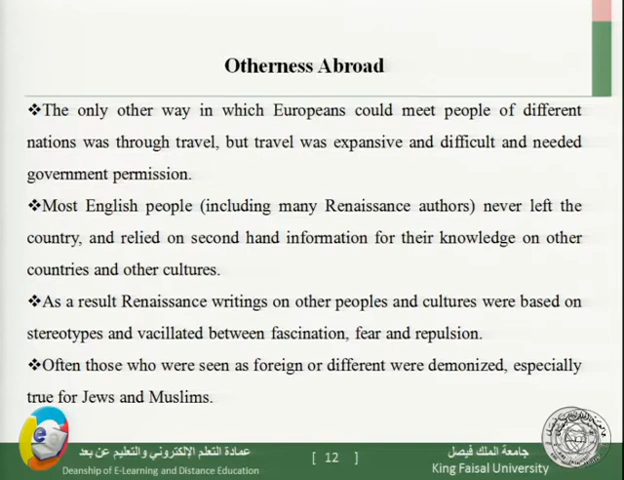 Otherness Abroad
❖The only other way in which Europeans could meet people of different
nations was through travel, but travel was expansive and difficult and needed
government permission.
❖Most English people (including many Renaissance authors) never left the
country, and relied on second hand information for their knowledge on other
countries and other cultures.
❖As a result Renaissance writings on other peoples and cultures were based on
stereotypes and vacillated between fascination, fear and repulsion.
❖Often those who were seen as foreign or different were demonized, especially
true for Jews and Muslims.
عمادة التعلم الإلكتروني والتعليم عن بعد
Deanship of E-Learning and Distance Education
[ 12 ]
جامعة الملك فيصل
King Faisal University